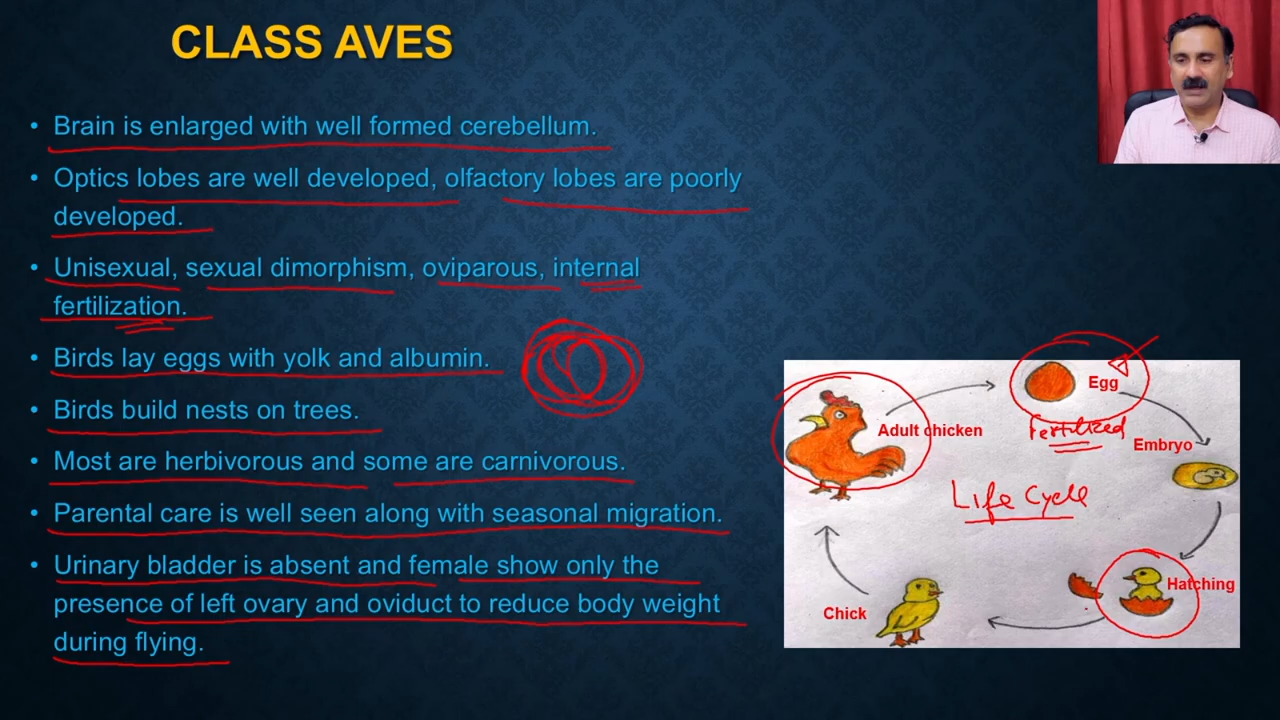 CLASS AVES
• Brain is enlarged with well formed cerebellum.
• Optics lobes are well developed, olfactory lobes are poorly
developed.
• Unisexual, sexual dimorphism, oviparous, internal
fertilization.
• Birds lay eggs with yolk and albumin.
• Birds build nests on trees.
• Most are herbivorous and some are carnivorous.
• Parental care is well seen along with seasonal migration.
• Urinary bladder is absent and female show only the
presence of left ovary and oviduct to reduce body weight
during flying.
Egg
Adult chicken
Fertilized
Embryo
Life Cycle
Hatching
Chick